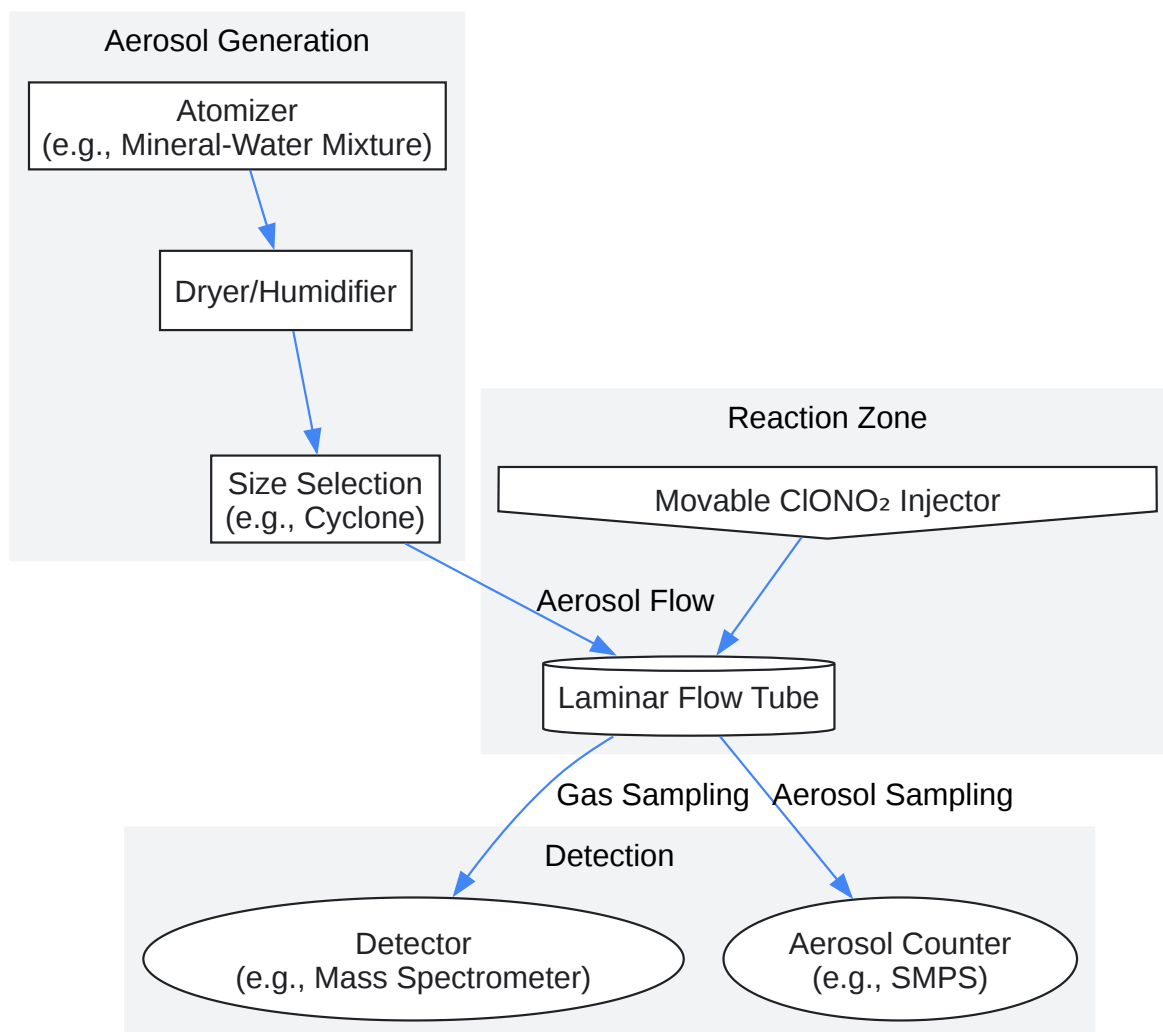 Aerosol Generation
Atomizer
(e.g., Mineral-Water Mixture)
Dryer/Humidifier
Size Selection
(e.g., Cyclone)
Reaction Zone
Movable ClONO₂ Injector
Aerosol Flow
Laminar Flow Tube
Gas Sampling
Aerosol Sampling
Detection
Detector
(e.g., Mass Spectrometer)
Aerosol Counter
(e.g., SMPS)